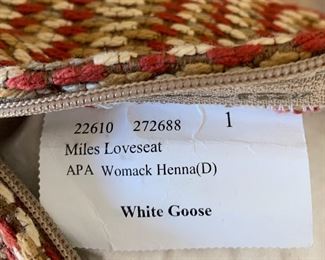 22610 272688 1
Miles Loveseat
APA Womack Henna(D)
White Goose